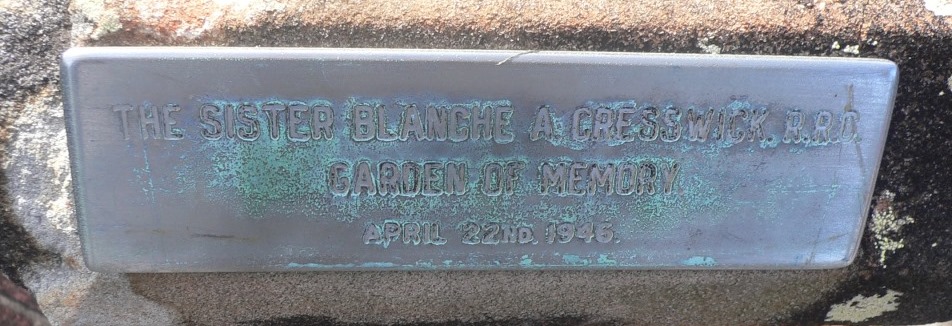 THE SISTER BLANCHE A. CRESSWICK. R.R.C.
GARDEN OF MEMORY
APRIL 22ND. 1946.